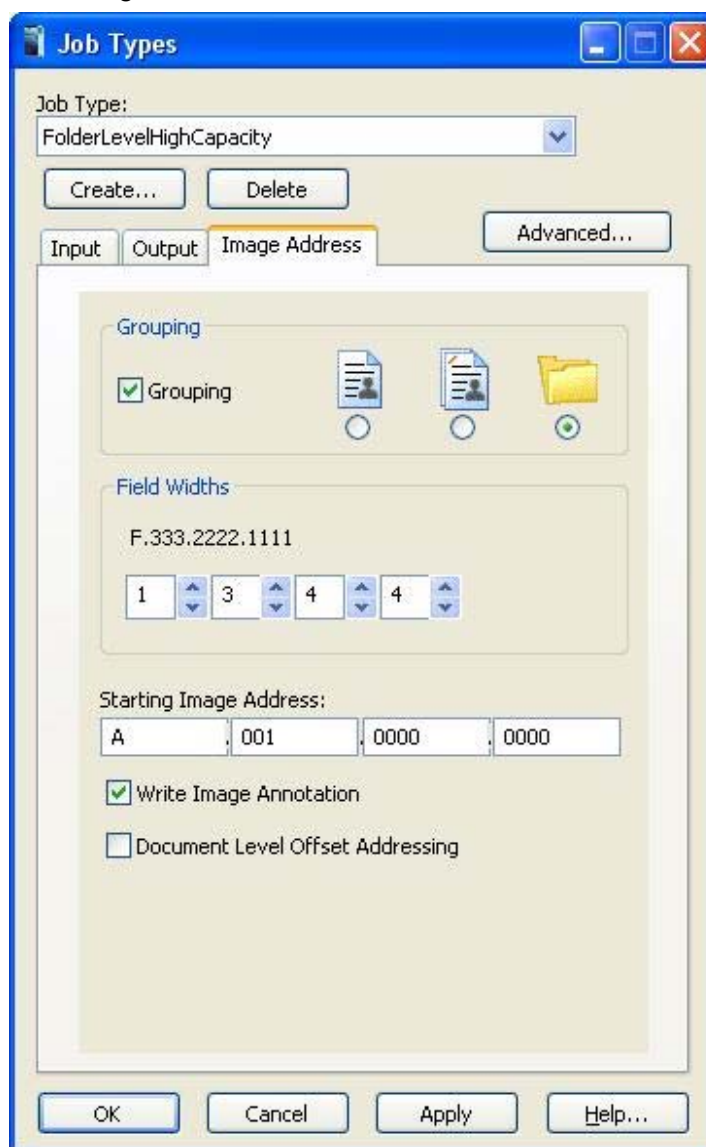 Job Types
Job Type:
FolderLevelHighCapacity
Create... Delete
Advanced...
Input Output Image Address
Grouping
Grouping
Field Widths
F.333.2222.1111
1 3 4 4
Starting Image Address:
A . 001 . 0000 . 0000
Write Image Annotation
Document Level Offset Addressing
OK Cancel Apply Help...